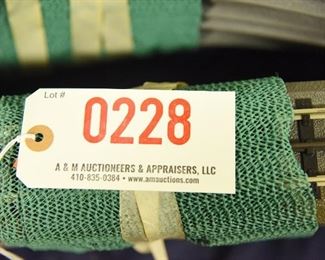 Lot #
0228
A & M AUCTIONEERS & APPRAISERS, LLC
410-835-0384 • www.amauctions.com